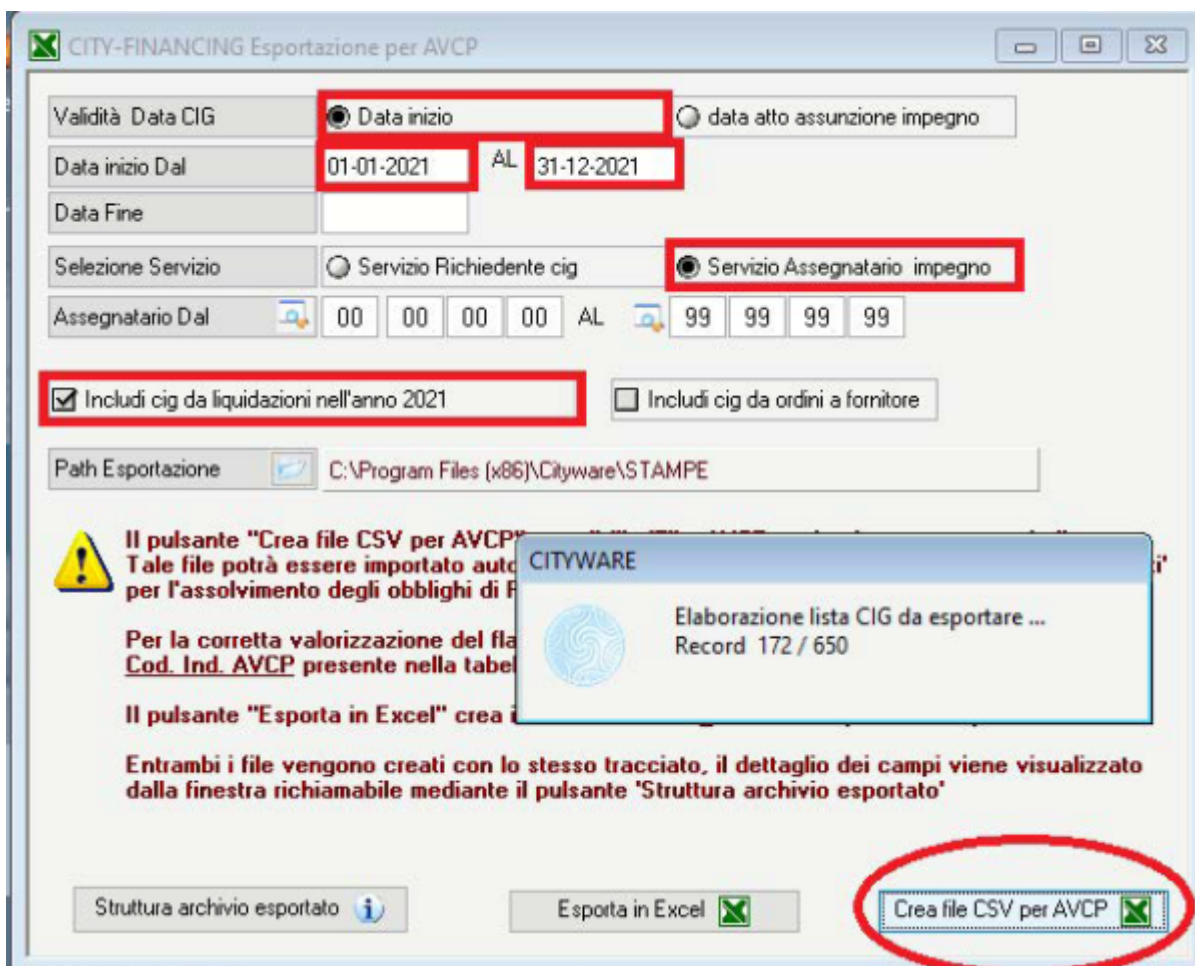 CITY-FINANCING Esportazione per AVCP
Validità Data CIG Data inizio data atto assunzione impegno
Data inizio Dal 01-01-2021 AL 31-12-2021
Data Fine
Selezione Servizio Servizio Richiedente cig Servizio Assegnatario impegno
Assegnatario Dal 00 00 00 00 AL 99 99 99 99
Includi cig da liquidazioni nell'anno 2021 Includi cig da ordini a fornitore
Path Esportazione C:\Program Files (x86)\Cityware\STAMPE
Il pulsante "Crea file CSV per AVCP"
Tale file potrà essere importato
per l'assolvimento degli obblighi di
Per la corretta valorizzazione del
Cod. Ind. AVCP presente nella
Il pulsante "Esporta in Excel" crea
Entrambi i file vengono creati con lo stesso tracciato, il dettaglio dei campi viene visualizzato
dalla finestra richiamabile mediante il pulsante 'Struttura archivio esportato'
CITYWARE
Elaborazione lista CIG da esportare ...
Record 172 / 650
Struttura archivio esportato Esporta in Excel Crea file CSV per AVCP